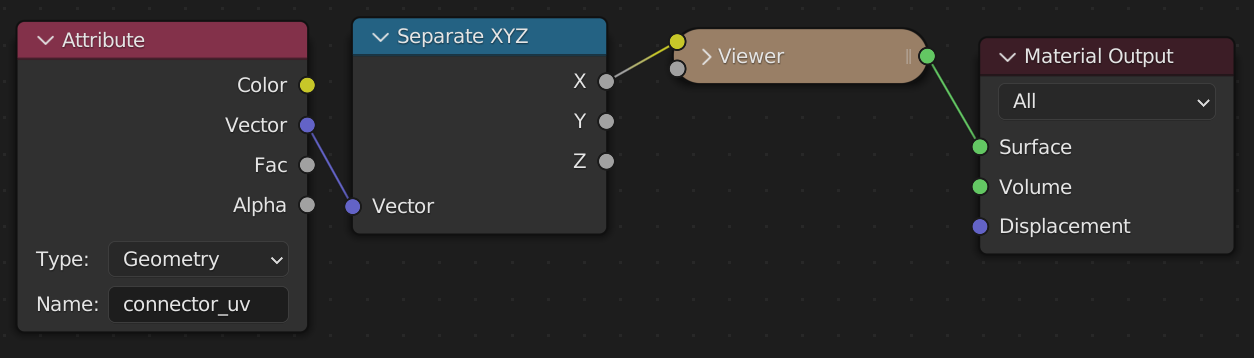 Attribute
Color
Vector
Fac
Alpha
Type: Geometry
Name: connector_uv
Separate XYZ
X
Y
Z
Vector
Viewer
Material Output
All
Surface
Volume
Displacement